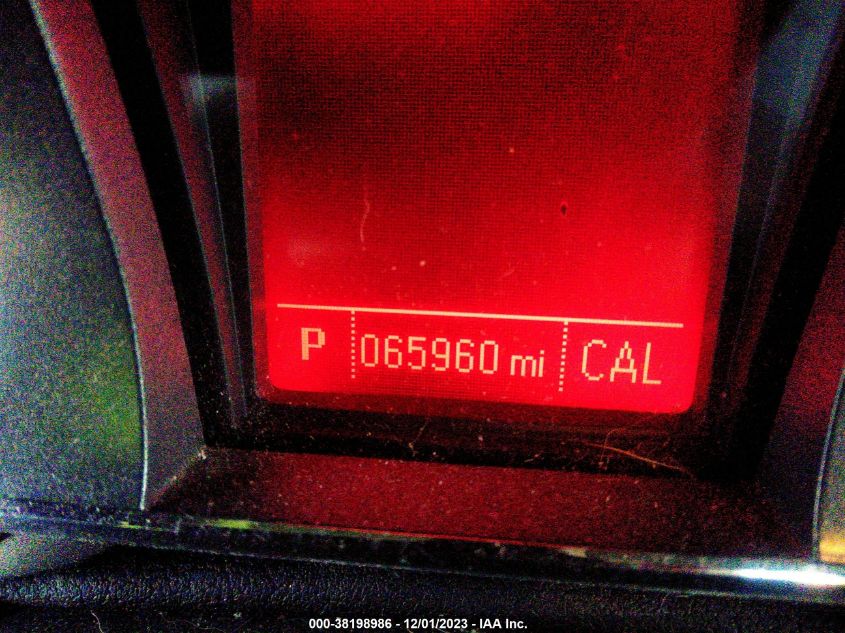 P 065960 mi CAL
000-38198986 - 12/01/2023 - IAA Inc.